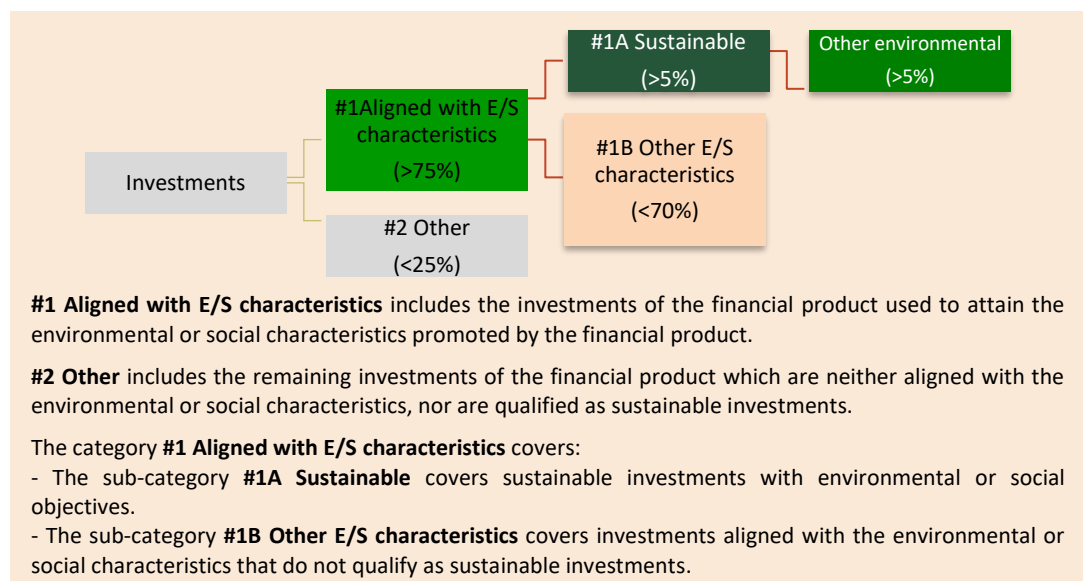 #1A Sustainable
(>5%)
Other environmental
(>5%)
#1Aligned with E/S
characteristics
(>75%)
#1B Other E/S
characteristics
(<70%)
Investments
#2 Other
(<25%)
#1 Aligned with E/S characteristics includes the investments of the financial product used to attain the
environmental or social characteristics promoted by the financial product.
#2 Other includes the remaining investments of the financial product which are neither aligned with the
environmental or social characteristics, nor are qualified as sustainable investments.
The category #1 Aligned with E/S characteristics covers:
- The sub-category #1A Sustainable covers sustainable investments with environmental or social
objectives.
- The sub-category #1B Other E/S characteristics covers investments aligned with the environmental or
social characteristics that do not qualify as sustainable investments.